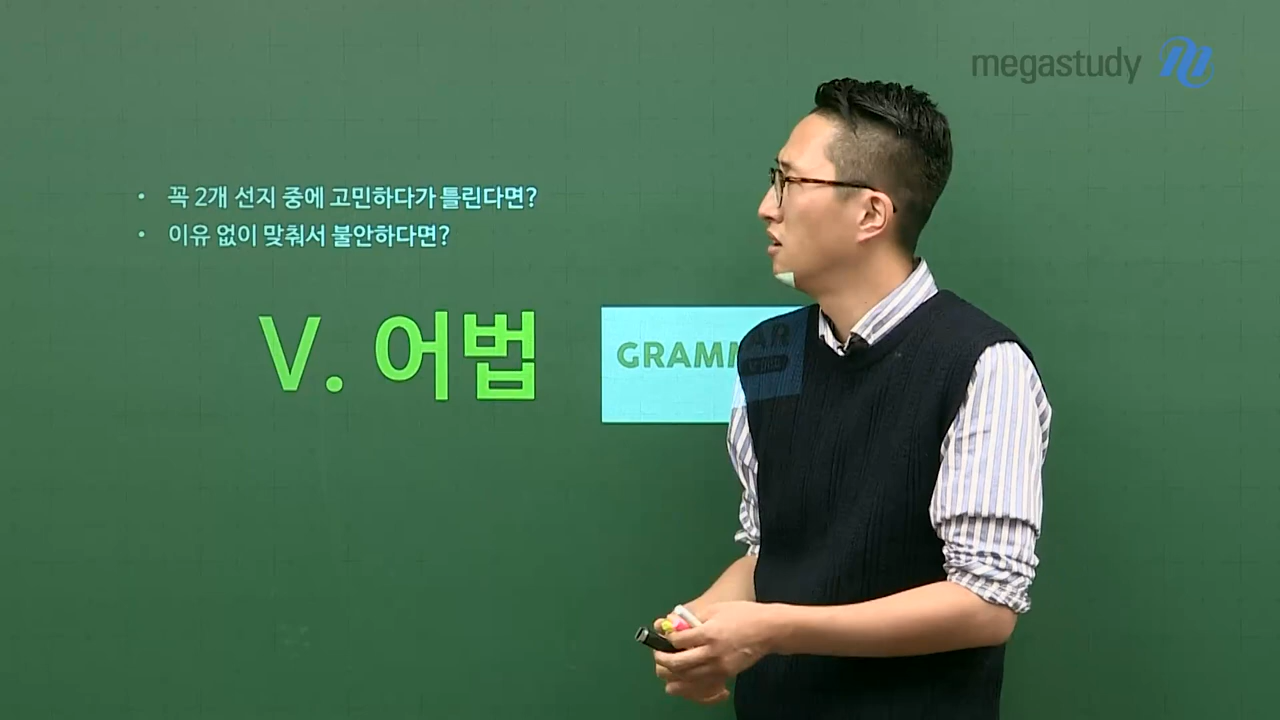 megastudy
• 꼭 2개 선지 중에 고민하다가 틀린다면?
• 이유 없이 맞춰서 불안하다면?
V. 어법
GRAMMAR